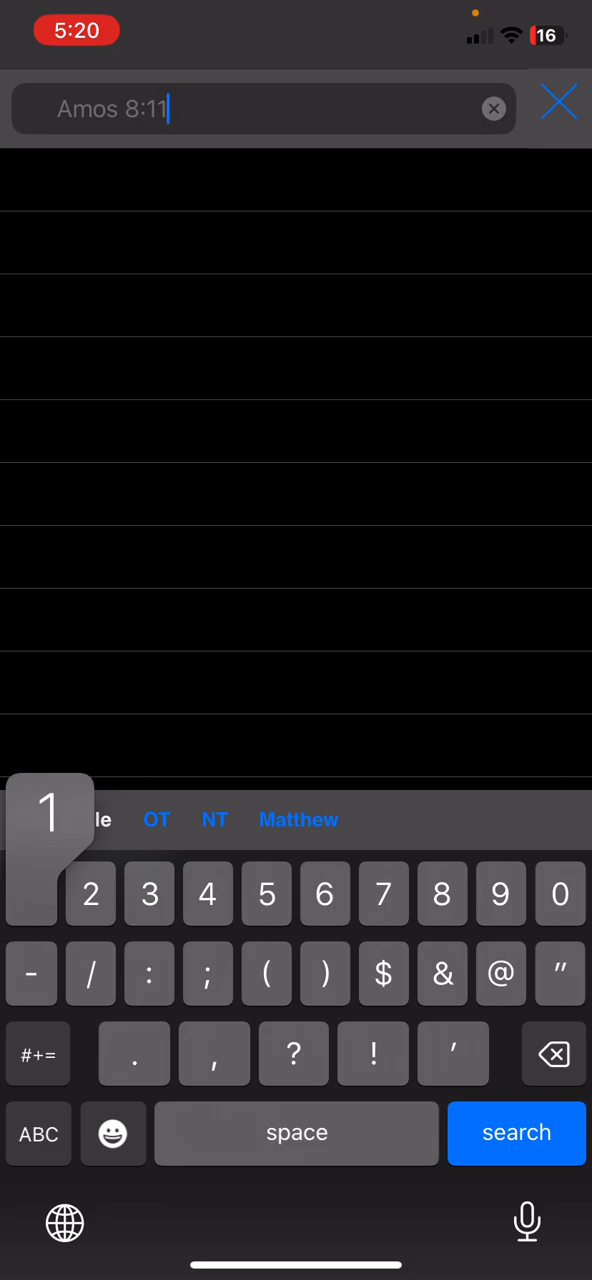 5:20
16
Amos 8:11
le OT NT Matthew
1
2 3 4 5 6 7 8 9 0
- / : ; ( ) $ & @ "
#+= . , ? ! '
ABC space search